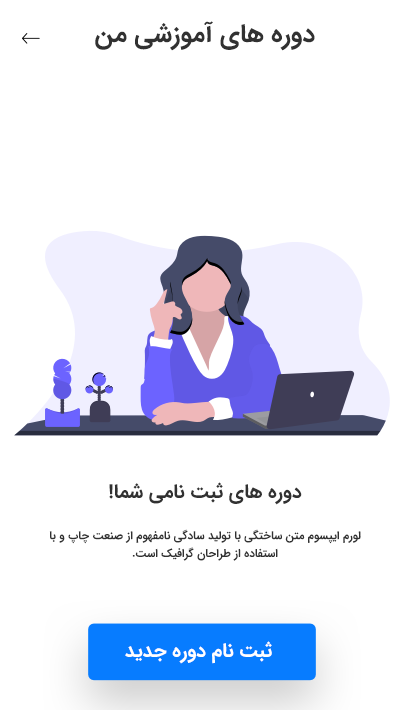 دوره های آموزشی من
دوره های ثبت نامی شما!
لورم ایپسوم متن ساختگی با تولید سادگی نامفهوم از صنعت چاپ و با
استفاده از طراحان گرافیک است.
ثبت نام دوره جدید